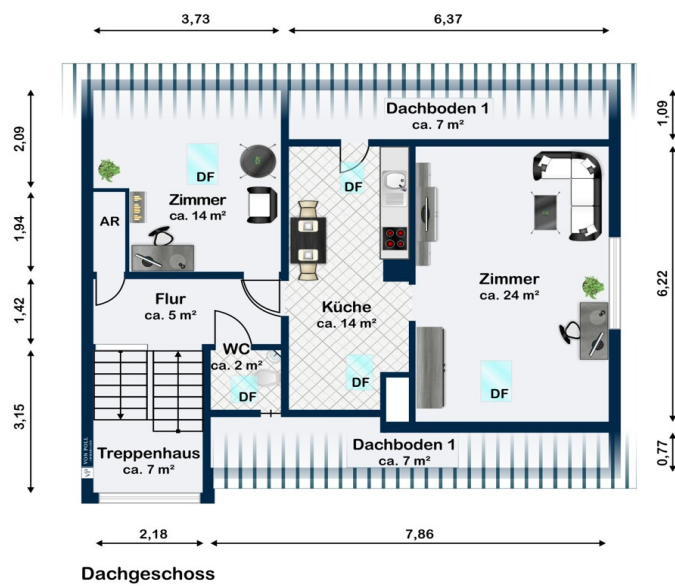 3,73
6,37
2,09
1,94
1,42
3,15
1,09
6,22
0,77
Dachboden 1
ca. 7 m²
DF
Zimmer
ca. 14 m²
AR
DF
Zimmer
ca. 24 m²
Flur
ca. 5 m²
Küche
ca. 14 m²
WC
ca. 2 m²
DF
DF
DF
Treppenhaus
ca. 7 m²
Dachboden 1
ca. 7 m²
VON POLL
VP
2,18
7,86
Dachgeschoss